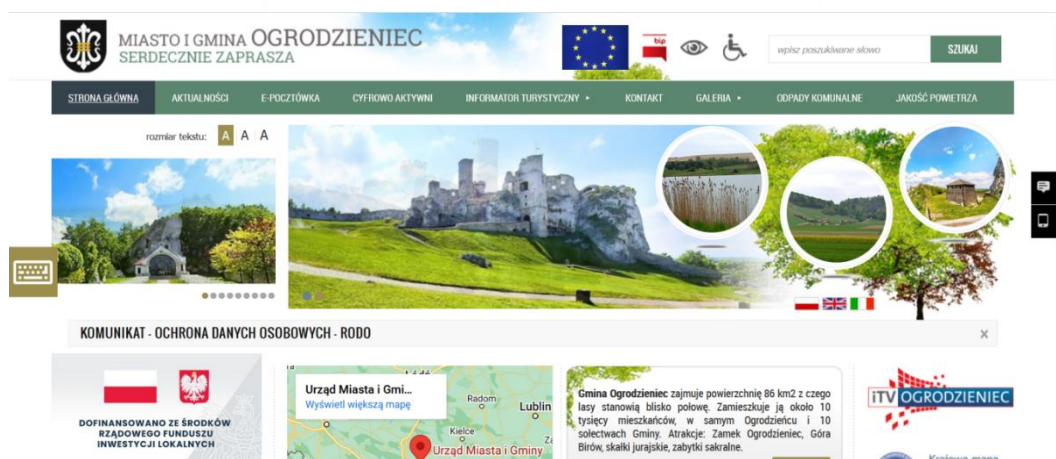 MIASTO I GMINA OGRODZIENIEC
SERDECZNIE ZAPRASZA
bip
wpisz poszukiwane słowo
SZUKAJ
STRONA GŁÓWNA
AKTUALNOŚCI
E-POCZTÓWKA
CYFROWO AKTYWNI
INFORMATOR TURYSTYCZNY
KONTAKT
GALERIA
ODPADY KOMUNALNE
JAKOŚĆ POWIETRZA
rozmiar tekstu: A A A
KOMUNIKAT - OCHRONA DANYCH OSOBOWYCH - RODO
DOFINANSOWANO ZE ŚRODKÓW
RZĄDOWEGO FUNDUSZU
INWESTYCJI LOKALNYCH
Urząd Miasta i Gmi...
Wyświetl większą mapę
Radom
Lublin
Kielce
Urząd Miasta i Gminy
Gmina Ogrodzieniec zajmuje powierzchnię 86 km2 z czego
lasy stanowią blisko połowę. Zamieszkuje ją około 10
tysięcy mieszkańców, w samym Ogrodzieńcu i 10
sołectwach Gminy. Atrakcje: Zamek Ogrodzieniec, Góra
Birów, skałki jurajskie, zabytki sakralne.
iTV OGRODZIENIEC
Krajowa mapa